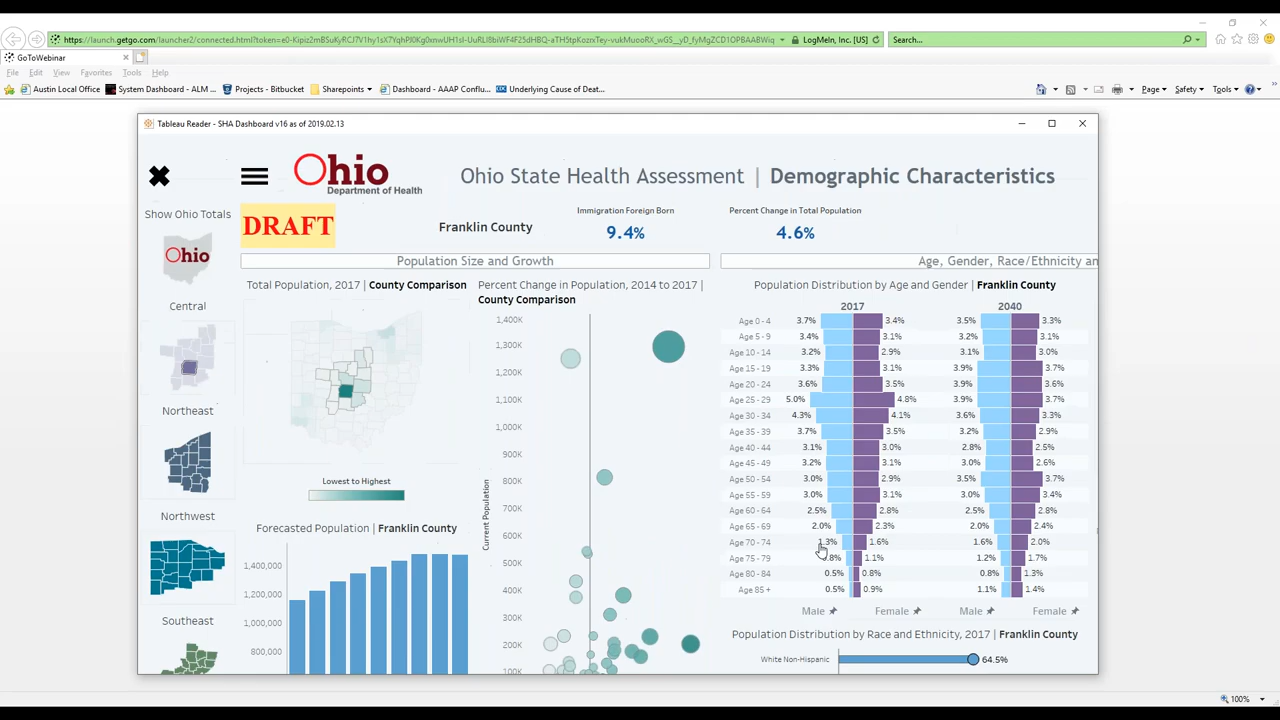 https://launch.getgo.com/launcher2/connected.html?token=
LogMeIn, Inc. [US]
Search...
GoToWebinar
File Edit View Favorites Tools Help
Austin Local Office
System Dashboard - ALM ...
Projects - Bitbucket
Sharepoints
Dashboard - AAAP Conflu...
Underlying Cause of Deat...
Page
Safety
Tools
Tableau Reader - SHA Dashboard v16 as of 2019.02.13
Ohio
Department of Health
Ohio State Health Assessment | Demographic Characteristics
Show Ohio Totals
Ohio
Central
Northeast
Northwest
Southeast
DRAFT
Franklin County
Immigration Foreign Born
9.4%
Percent Change in Total Population
4.6%
Population Size and Growth
Age, Gender, Race/Ethnicity an
Total Population, 2017 | County Comparison
Lowest to Highest
Forecasted Population | Franklin County
1,400,000
1,200,000
1,000,000
800,000
Percent Change in Population, 2014 to 2017 |
County Comparison
Current Population
1,400K
1,300K
1,200K
1,100K
1,000K
900K
800K
700K
600K
500K
400K
300K
200K
100K
Population Distribution by Age and Gender | Franklin County
2017 2040
Age 0 - 4 3.7% 3.4% 3.5% 3.3%
Age 5 - 9 3.4% 3.1% 3.2% 3.1%
Age 10 - 14 3.2% 2.9% 3.1% 3.0%
Age 15 - 19 3.3% 3.1% 3.9% 3.7%
Age 20 - 24 3.6% 3.5% 3.9% 3.6%
Age 25 - 29 5.0% 4.8% 3.9% 3.7%
Age 30 - 34 4.3% 4.1% 3.6% 3.3%
Age 35 - 39 3.7% 3.5% 3.2% 2.9%
Age 40 - 44 3.1% 3.0% 2.8% 2.5%
Age 45 - 49 3.2% 3.1% 3.0% 2.6%
Age 50 - 54 3.0% 2.9% 3.5% 3.7%
Age 55 - 59 3.0% 3.1% 3.0% 3.4%
Age 60 - 64 2.5% 2.8% 2.5% 2.8%
Age 65 - 69 2.0% 2.3% 2.0% 2.4%
Age 70 - 74 1.3% 1.6% 1.6% 2.0%
Age 75 - 79 1.1% 1.2% 1.7%
Age 80 - 84 0.5% 0.8% 0.8% 1.3%
Age 85 + 0.5% 0.9% 1.1% 1.4%
Male Female Male Female
Population Distribution by Race and Ethnicity, 2017 | Franklin County
White Non-Hispanic 64.5%
100%